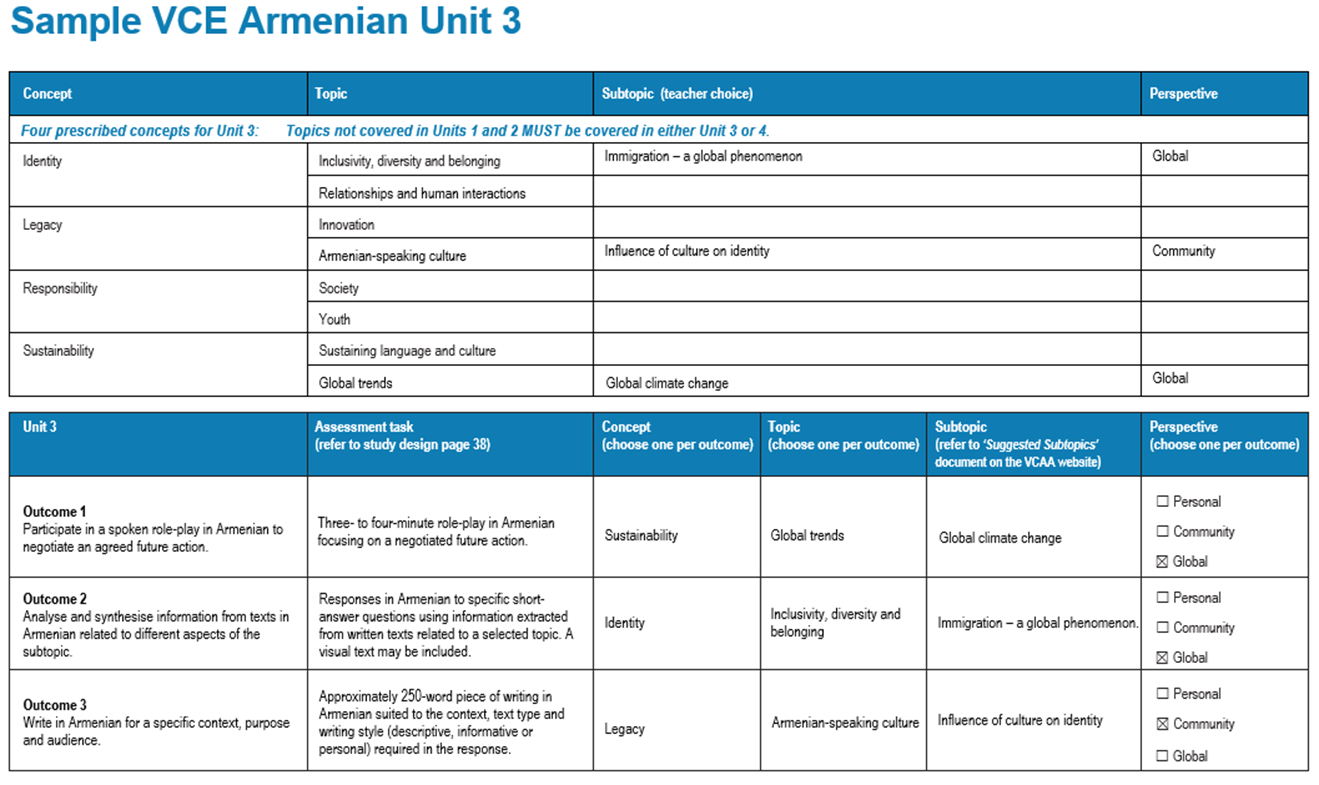 Sample VCE Armenian Unit 3
Concept Topic Subtopic (teacher choice) Perspective
Four prescribed concepts for Unit 3: Topics not covered in Units 1 and 2 MUST be covered in either Unit 3 or 4.
Identity Inclusivity, diversity and belonging Immigration – a global phenomenon Global
Relationships and human interactions
Legacy Innovation
Armenian-speaking culture Influence of culture on identity Community
Responsibility Society
Youth
Sustainability Sustaining language and culture
Global trends Global climate change Global
Unit 3
Assessment task
(refer to study design page 38)
Concept
(choose one per outcome)
Topic
(choose one per outcome)
Subtopic
(refer to ‘Suggested Subtopics’
document on the VCAA website)
Perspective
(choose one per outcome)
Outcome 1
Participate in a spoken role-play in Armenian to
negotiate an agreed future action.
Three- to four-minute role-play in Armenian
focusing on a negotiated future action.
Sustainability
Global trends
Global climate change
☐ Personal
☐ Community
☒ Global
Outcome 2
Analyse and synthesise information from texts in
Armenian related to different aspects of the
subtopic.
Responses in Armenian to specific short-
answer questions using information extracted
from written texts related to a selected topic. A
visual text may be included.
Identity
Inclusivity, diversity and
belonging
Immigration – a global phenomenon.
☐ Personal
☐ Community
☒ Global
Outcome 3
Write in Armenian for a specific context, purpose
and audience.
Approximately 250-word piece of writing in
Armenian suited to the context, text type and
writing style (descriptive, informative or
personal) required in the response.
Legacy
Armenian-speaking culture
Influence of culture on identity
☐ Personal
☒ Community
☐ Global